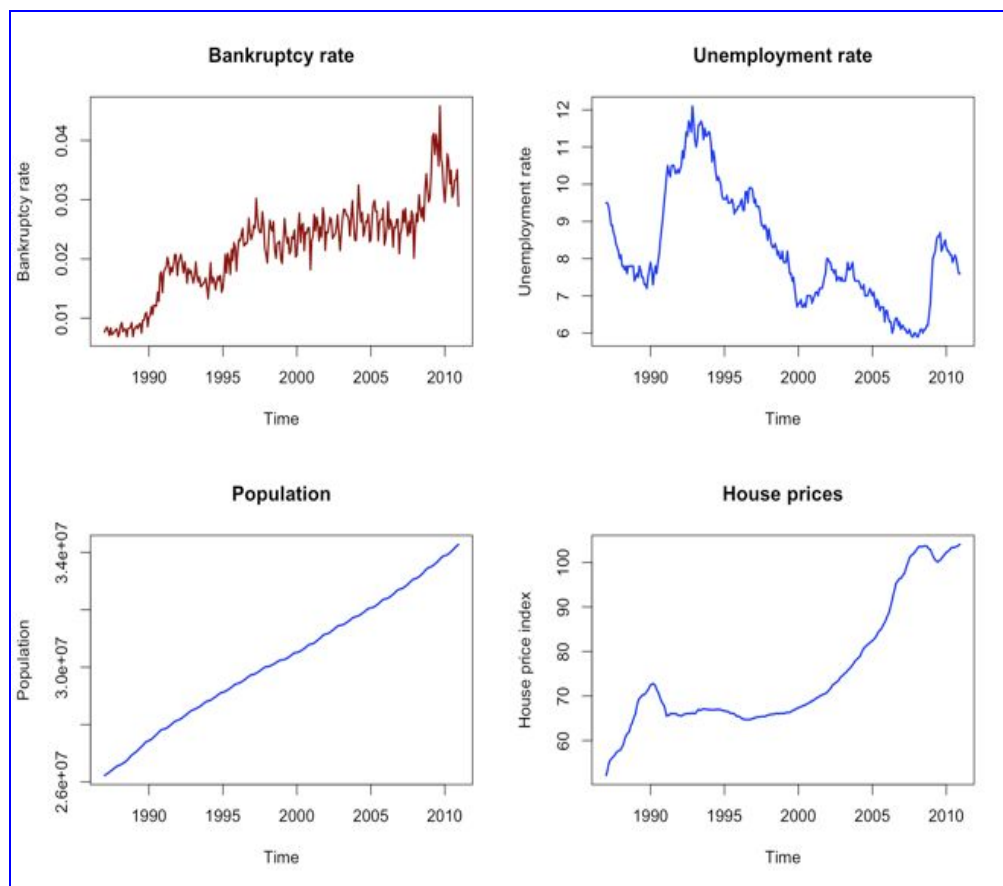 Bankruptcy rate
Bankruptcy rate
0.01 0.02 0.03 0.04
1990 1995 2000 2005 2010
Time
Unemployment rate
Unemployment rate
6 7 8 9 10 11 12
1990 1995 2000 2005 2010
Time
Population
Population
2.6e+07 3.0e+07 3.4e+07
1990 1995 2000 2005 2010
Time
House prices
House price index
60 70 80 90 100
1990 1995 2000 2005 2010
Time